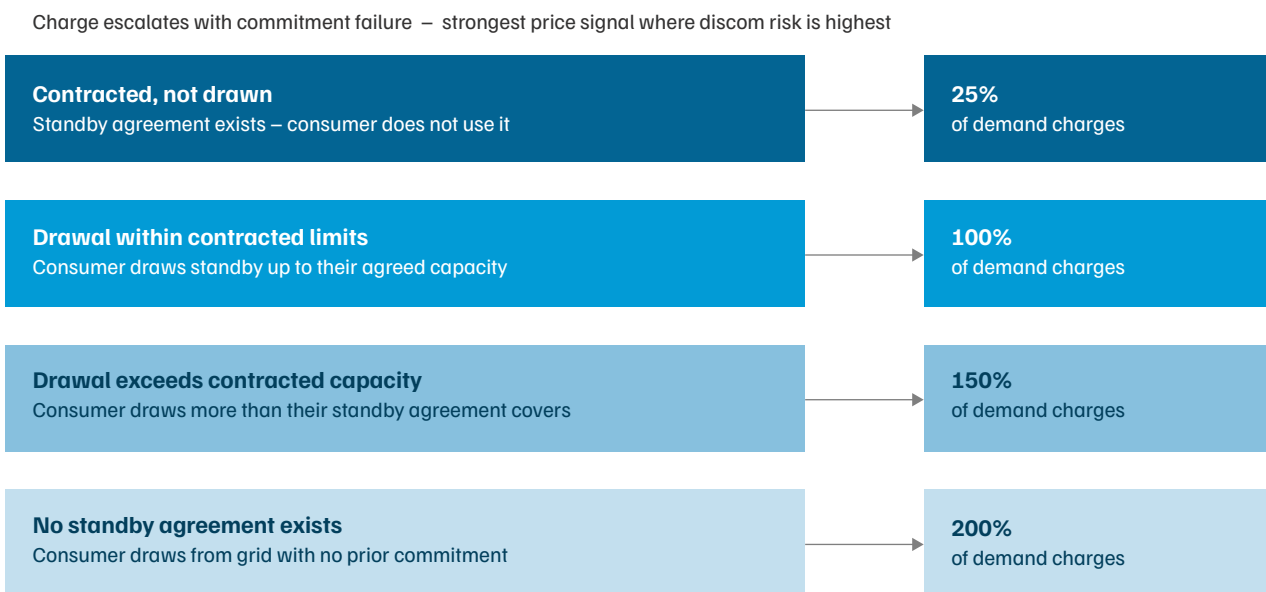 Charge escalates with commitment failure – strongest price signal where discom risk is highest
Contracted, not drawn
Standby agreement exists – consumer does not use it
25%
of demand charges
Drawal within contracted limits
Consumer draws standby up to their agreed capacity
100%
of demand charges
Drawal exceeds contracted capacity
Consumer draws more than their standby agreement covers
150%
of demand charges
No standby agreement exists
Consumer draws from grid with no prior commitment
200%
of demand charges